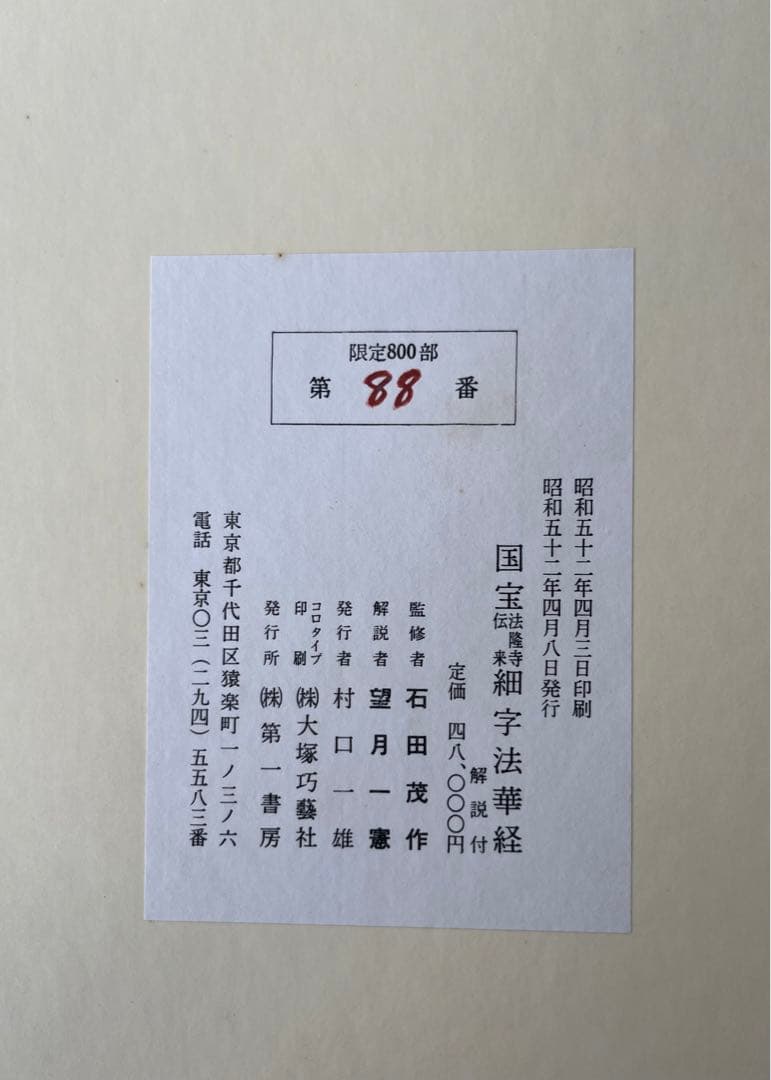 限定800部
第 88 番
昭和五十二年四月三日印刷
昭和五十二年四月八日発行
国宝 法隆寺伝来 細字法華経
解説付
定価 四八、〇〇〇円
監修者 石田茂作
解説者 望月一憲
発行者 村口一雄
コロタイプ印刷 ㈱大塚巧藝社
発行所 ㈱第一書房
東京都千代田区猿楽町一ノ三ノ六
電話 東京〇三(二九四)五五八三番